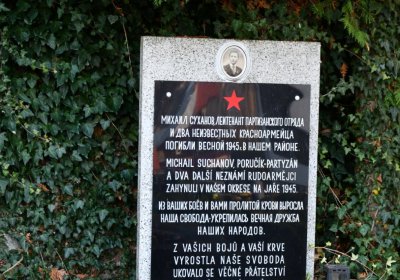 Михаил Суханов, лейтенант партизанского отряда
и два неизвестных красноармейца
погибли весной 1945. в нашем районе.
Michail Suchanov, poručík-partyzán
a dva další neznámí rudoarmějci
zahynuli v našem okrese na jaře 1945.
Из ваших боёв и вами пролитой крови выросла
наша свобода-укрепилась вечная дружба
наших народов.
Z vašich bojů a vaší krve
vyrostla naše svoboda
ukovalo se věčné přátelství